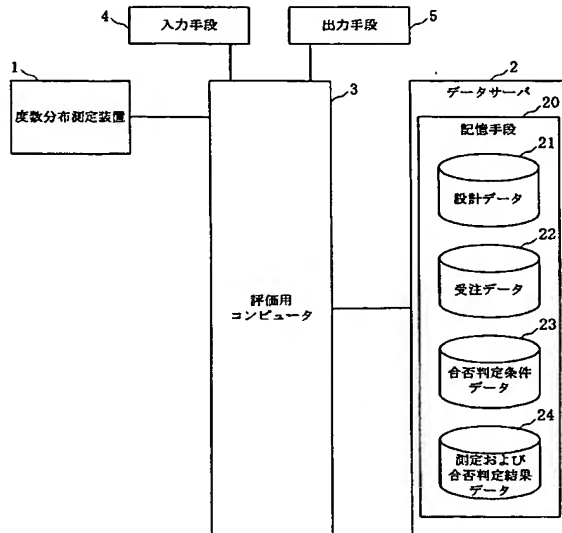 4
入力手段
出力手段
5
1
度数分布測定装置
3
評価用
コンピュータ
2
データサーバ
20
記憶手段
21
設計データ
22
受注データ
23
合否判定条件
データ
24
測定および
合否判定結果
データ